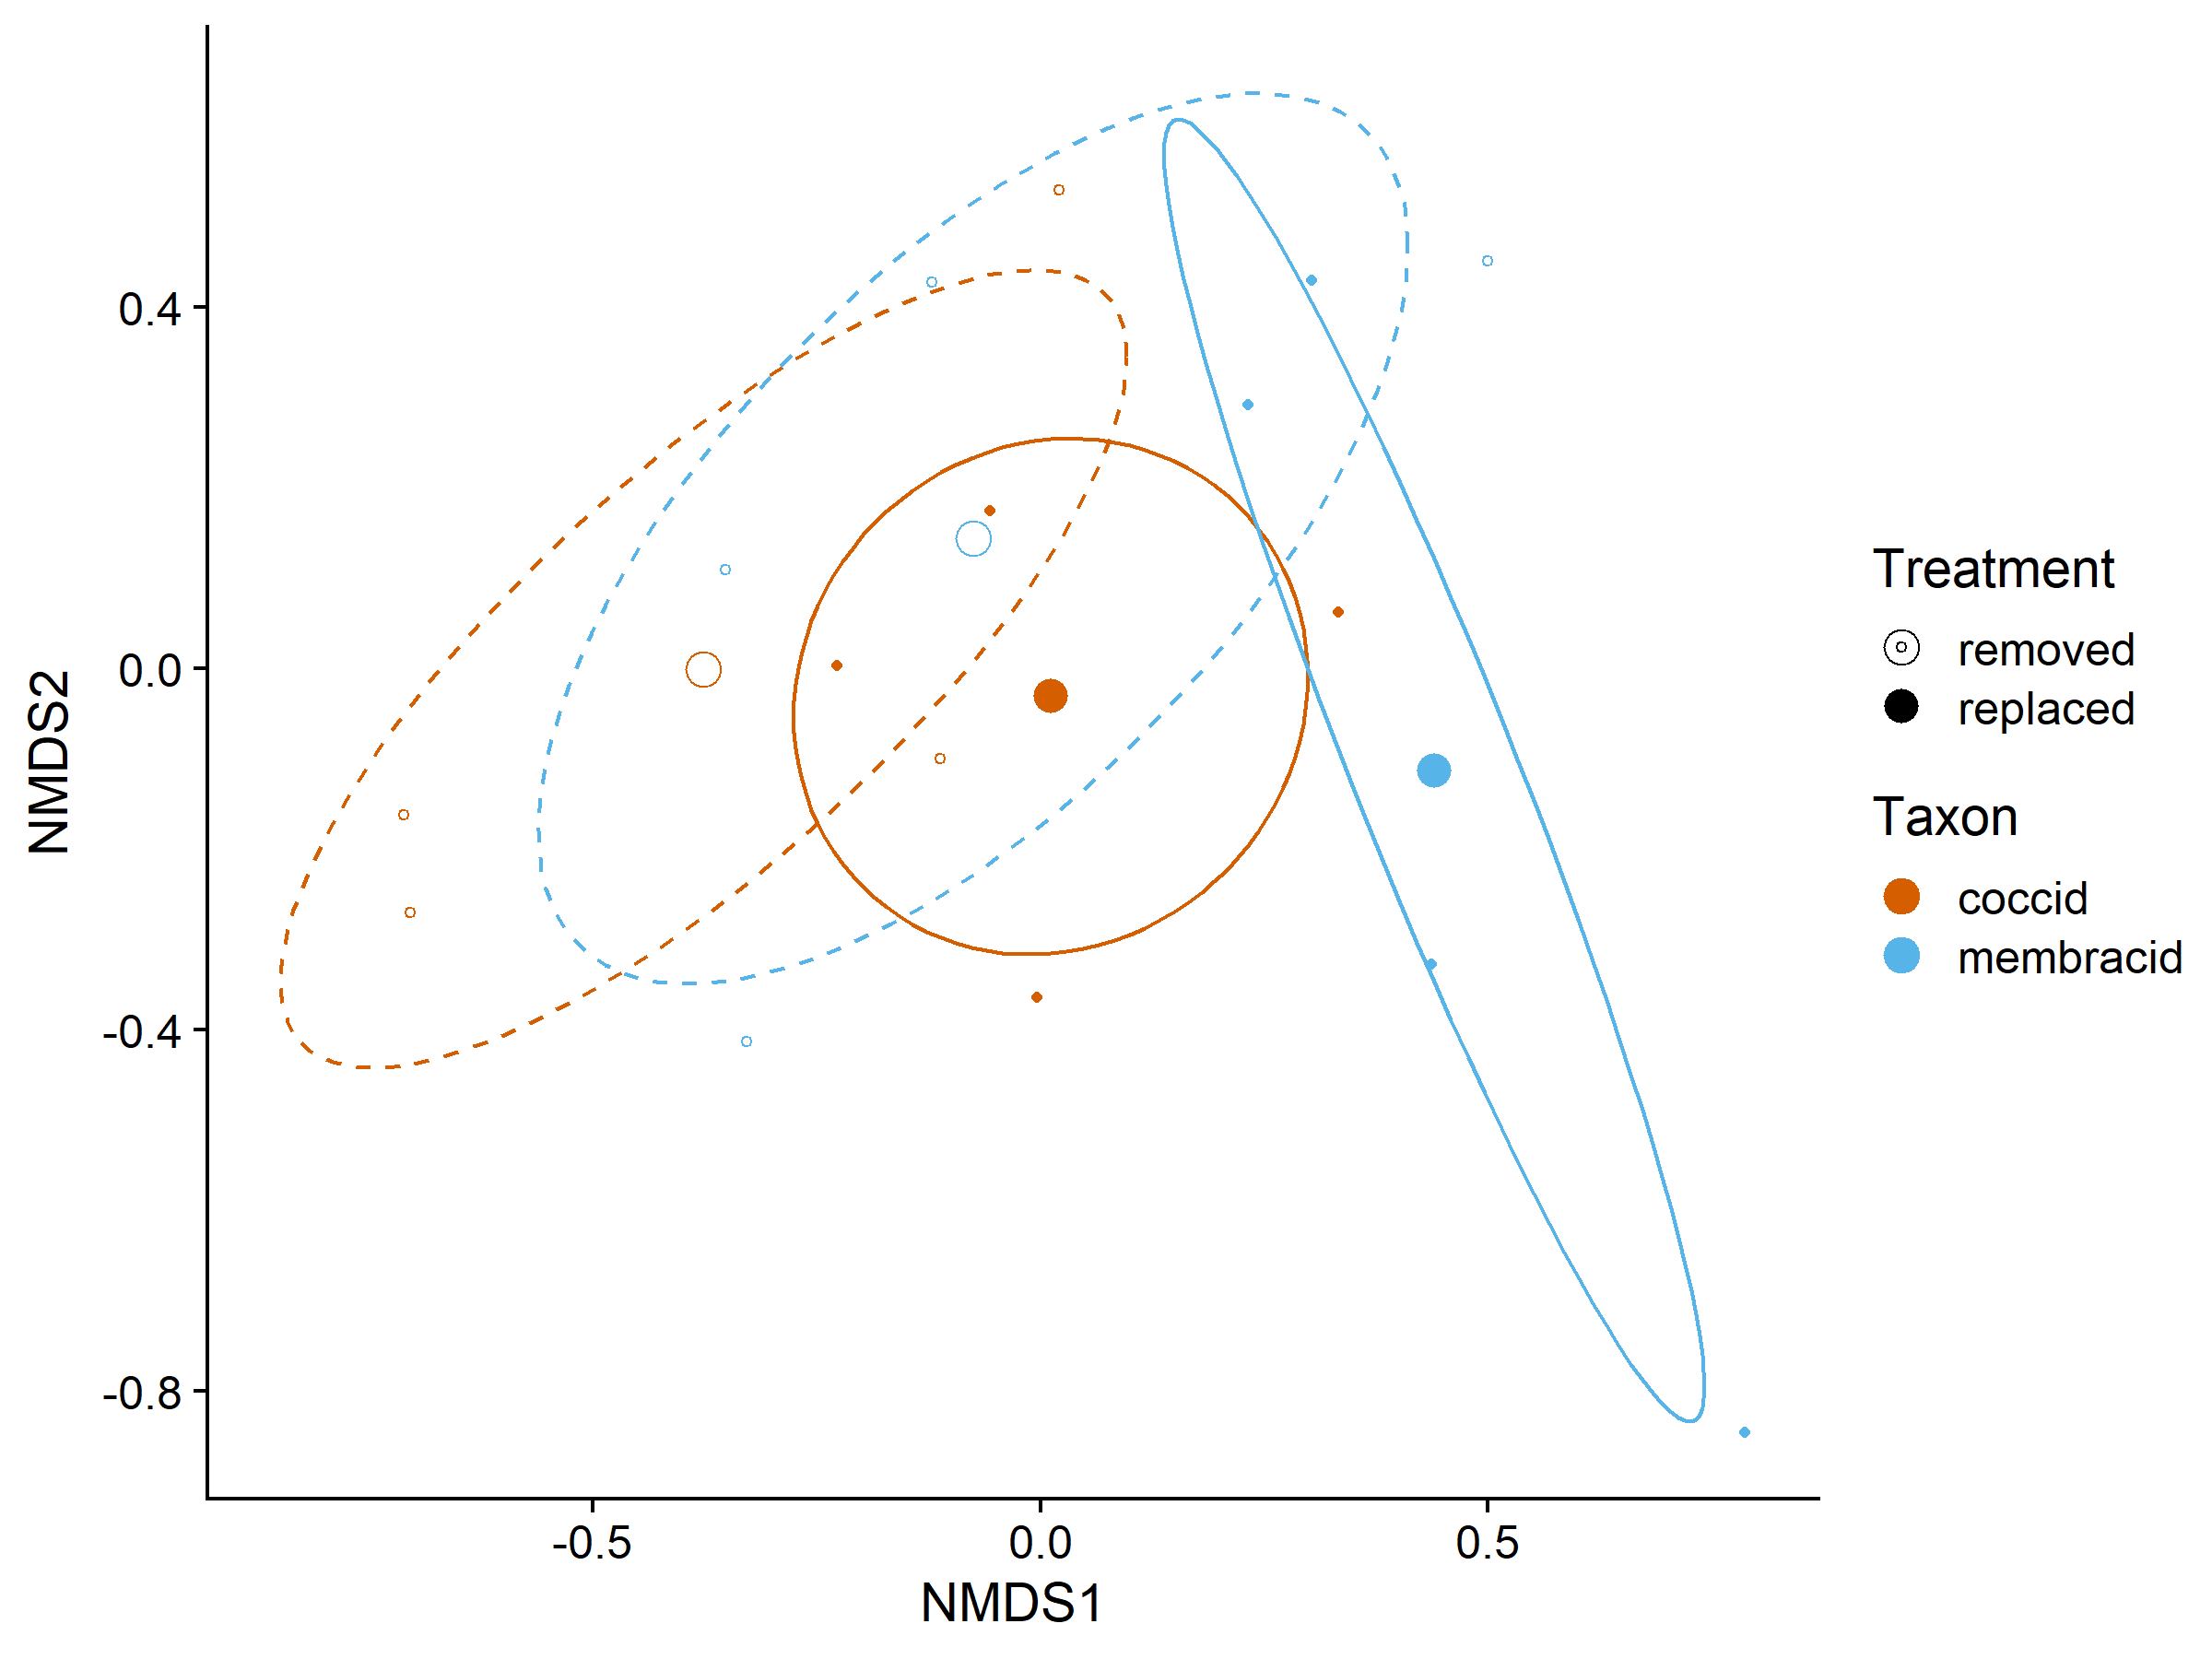 0.4
0.0
-0.4
-0.8
NMDS2
-0.5
0.0
0.5
NMDS1
Treatment
removed
replaced
Taxon
coccid
membracid